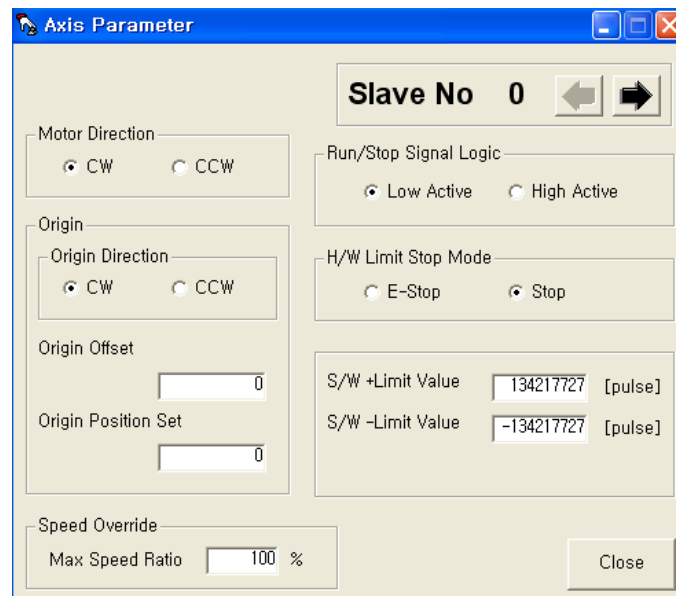 Axis Parameter
Slave No 0
Motor Direction
CW CCW
Run/Stop Signal Logic
Low Active High Active
Origin
Origin Direction
CW CCW
H/W Limit Stop Mode
E-Stop Stop
Origin Offset
0
Origin Position Set
0
S/W +Limit Value 134217727 [pulse]
S/W -Limit Value -134217727 [pulse]
Speed Override
Max Speed Ratio 100 %
Close